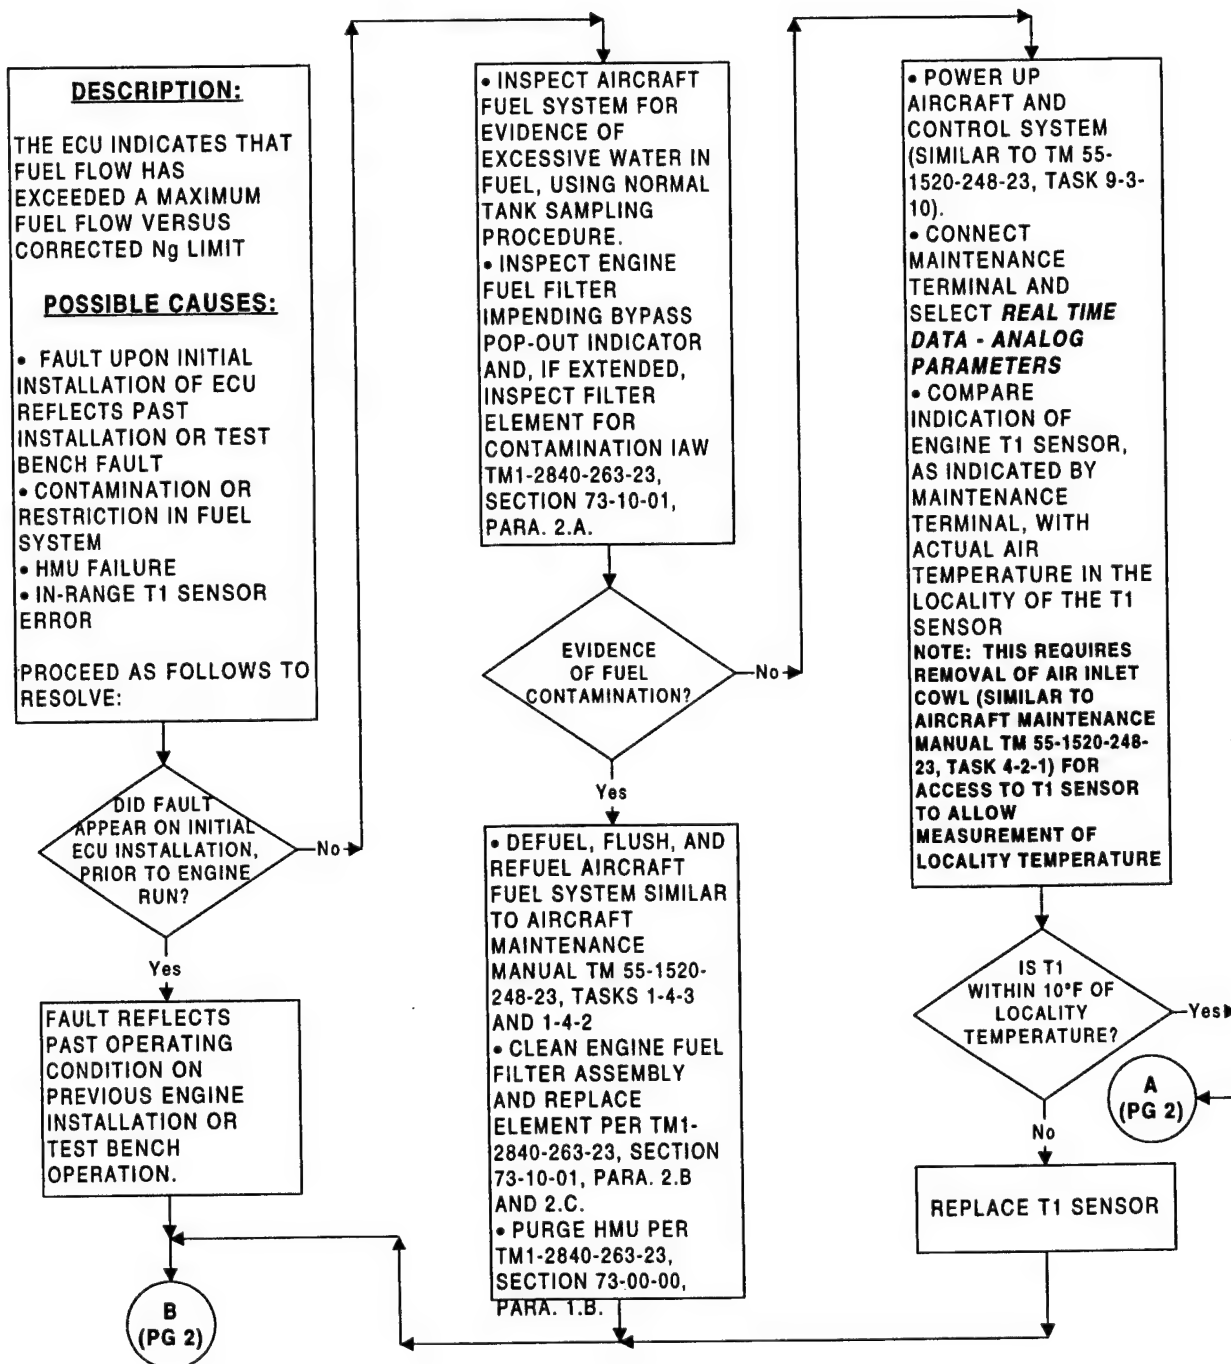 DESCRIPTION:
THE ECU INDICATES THAT
FUEL FLOW HAS
EXCEEDED A MAXIMUM
FUEL FLOW VERSUS
CORRECTED Ng LIMIT
POSSIBLE CAUSES:
• FAULT UPON INITIAL
INSTALLATION OF ECU
REFLECTS PAST
INSTALLATION OR TEST
BENCH FAULT
• CONTAMINATION OR
RESTRICTION IN FUEL
SYSTEM
• HMU FAILURE
• IN-RANGE T1 SENSOR
ERROR
PROCEED AS FOLLOWS TO
RESOLVE:
DID FAULT
APPEAR ON INITIAL
ECU INSTALLATION,
PRIOR TO ENGINE
RUN?
No
Yes
FAULT REFLECTS
PAST OPERATING
CONDITION ON
PREVIOUS ENGINE
INSTALLATION OR
TEST BENCH
OPERATION.
B
(PG 2)
• INSPECT AIRCRAFT
FUEL SYSTEM FOR
EVIDENCE OF
EXCESSIVE WATER IN
FUEL, USING NORMAL
TANK SAMPLING
PROCEDURE.
• INSPECT ENGINE
FUEL FILTER
IMPENDING BYPASS
POP-OUT INDICATOR
AND, IF EXTENDED,
INSPECT FILTER
ELEMENT FOR
CONTAMINATION IAW
TM1-2840-263-23,
SECTION 73-10-01,
PARA. 2.A.
EVIDENCE
OF FUEL
CONTAMINATION?
No
Yes
• DEFUEL, FLUSH, AND
REFUEL AIRCRAFT
FUEL SYSTEM SIMILAR
TO AIRCRAFT
MAINTENANCE
MANUAL TM 55-1520-
248-23, TASKS 1-4-3
AND 1-4-2
• CLEAN ENGINE FUEL
FILTER ASSEMBLY
AND REPLACE
ELEMENT PER TM1-
2840-263-23, SECTION
73-10-01, PARA. 2.B
AND 2.C.
• PURGE HMU PER
TM1-2840-263-23,
SECTION 73-00-00,
PARA. 1.B.
• POWER UP
AIRCRAFT AND
CONTROL SYSTEM
(SIMILAR TO TM 55-
1520-248-23, TASK 9-3-
10).
• CONNECT
MAINTENANCE
TERMINAL AND
SELECT REAL TIME
DATA - ANALOG
PARAMETERS
• COMPARE
INDICATION OF
ENGINE T1 SENSOR,
AS INDICATED BY
MAINTENANCE
TERMINAL, WITH
ACTUAL AIR
TEMPERATURE IN THE
LOCALITY OF THE T1
SENSOR
NOTE: THIS REQUIRES
REMOVAL OF AIR INLET
COWL (SIMILAR TO
AIRCRAFT MAINTENANCE
MANUAL TM 55-1520-248-
23, TASK 4-2-1) FOR
ACCESS TO T1 SENSOR
TO ALLOW
MEASUREMENT OF
LOCALITY TEMPERATURE
IS T1
WITHIN 10°F OF
LOCALITY
TEMPERATURE?
Yes
A
(PG 2)
No
REPLACE T1 SENSOR